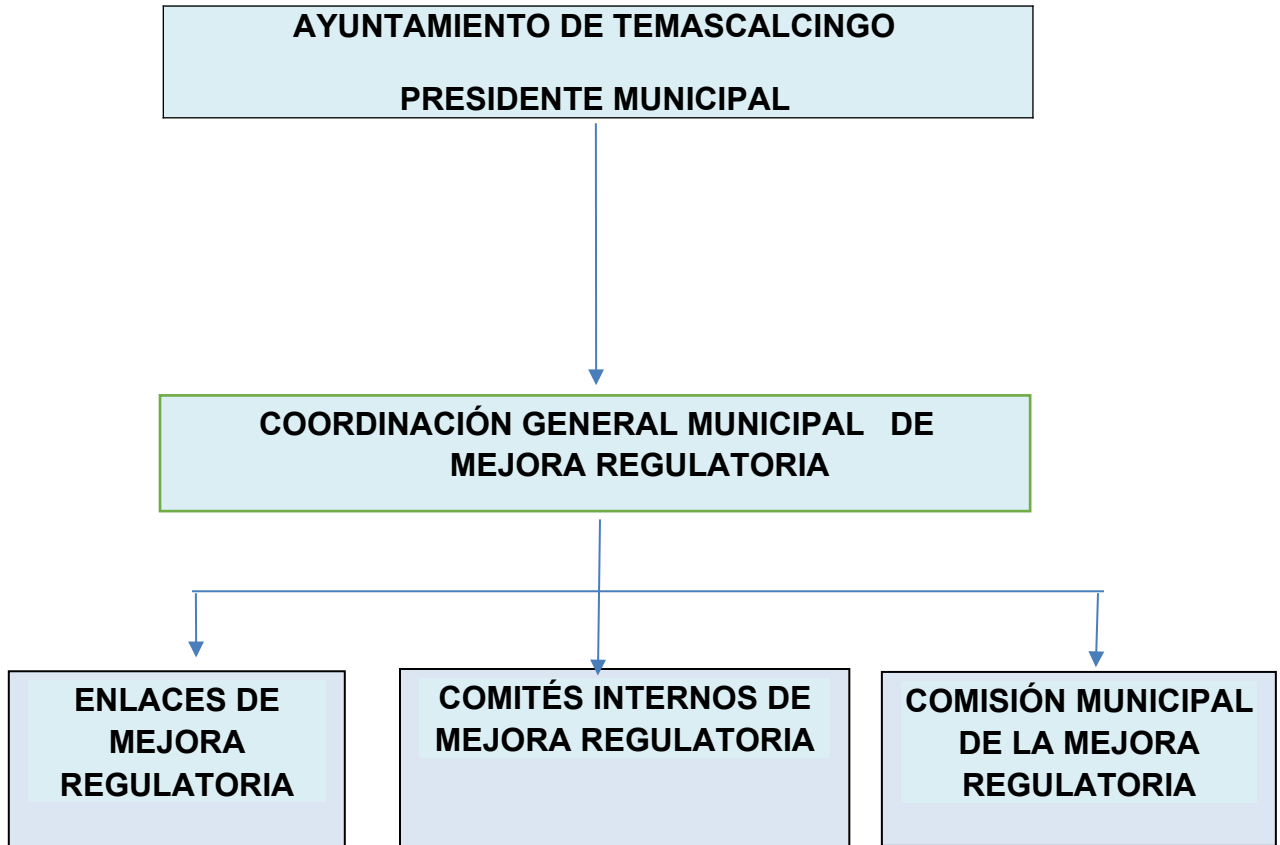 AYUNTAMIENTO DE TEMASCALCINGO
PRESIDENTE MUNICIPAL
COORDINACIÓN GENERAL MUNICIPAL DE
MEJORA REGULATORIA
ENLACES DE
MEJORA
REGULATORIA
COMITÉS INTERNOS DE
MEJORA REGULATORIA
COMISIÓN MUNICIPAL
DE LA MEJORA
REGULATORIA